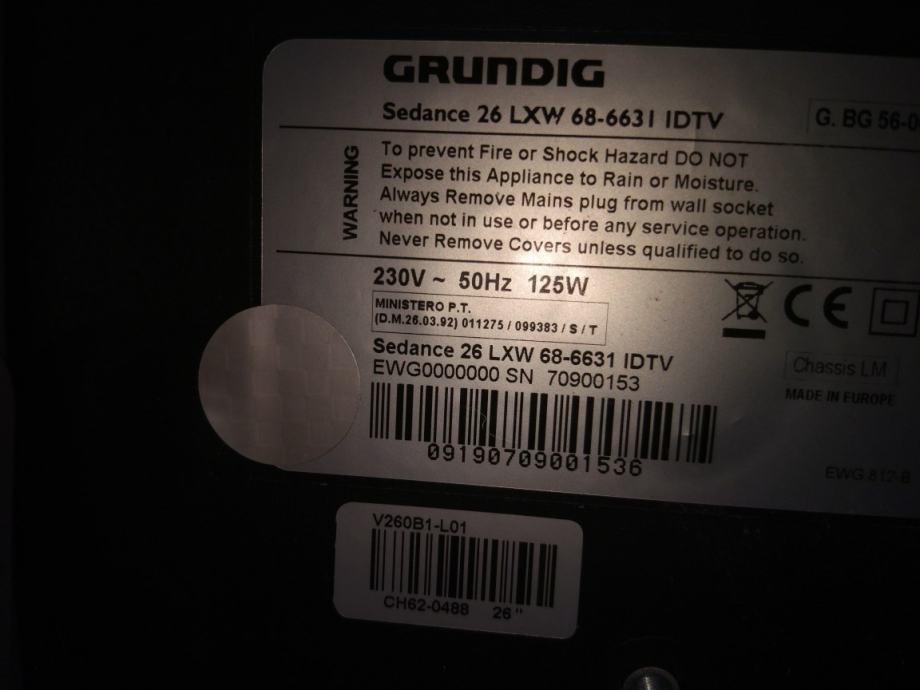 GRUNDIG
Sedance 26 LXW 68-6631 IDTV
G. BG 56-0
WARNING
To prevent Fire or Shock Hazard DO NOT
Expose this Appliance to Rain or Moisture.
Always Remove Mains plug from wall socket
when not in use or before any service operation.
Never Remove Covers unless qualified to do so.
230V ~ 50Hz 125W
MINISTERO P.T.
(D.M.26.03.92) 011275 / 099383 / S / T
CE
Sedance 26 LXW 68-6631 IDTV
EWG0000000 SN 70900153
Chassis LM
MADE IN EUROPE
09190709001536
EWG 812-B
V260B1-L01
CH62-0488 26"